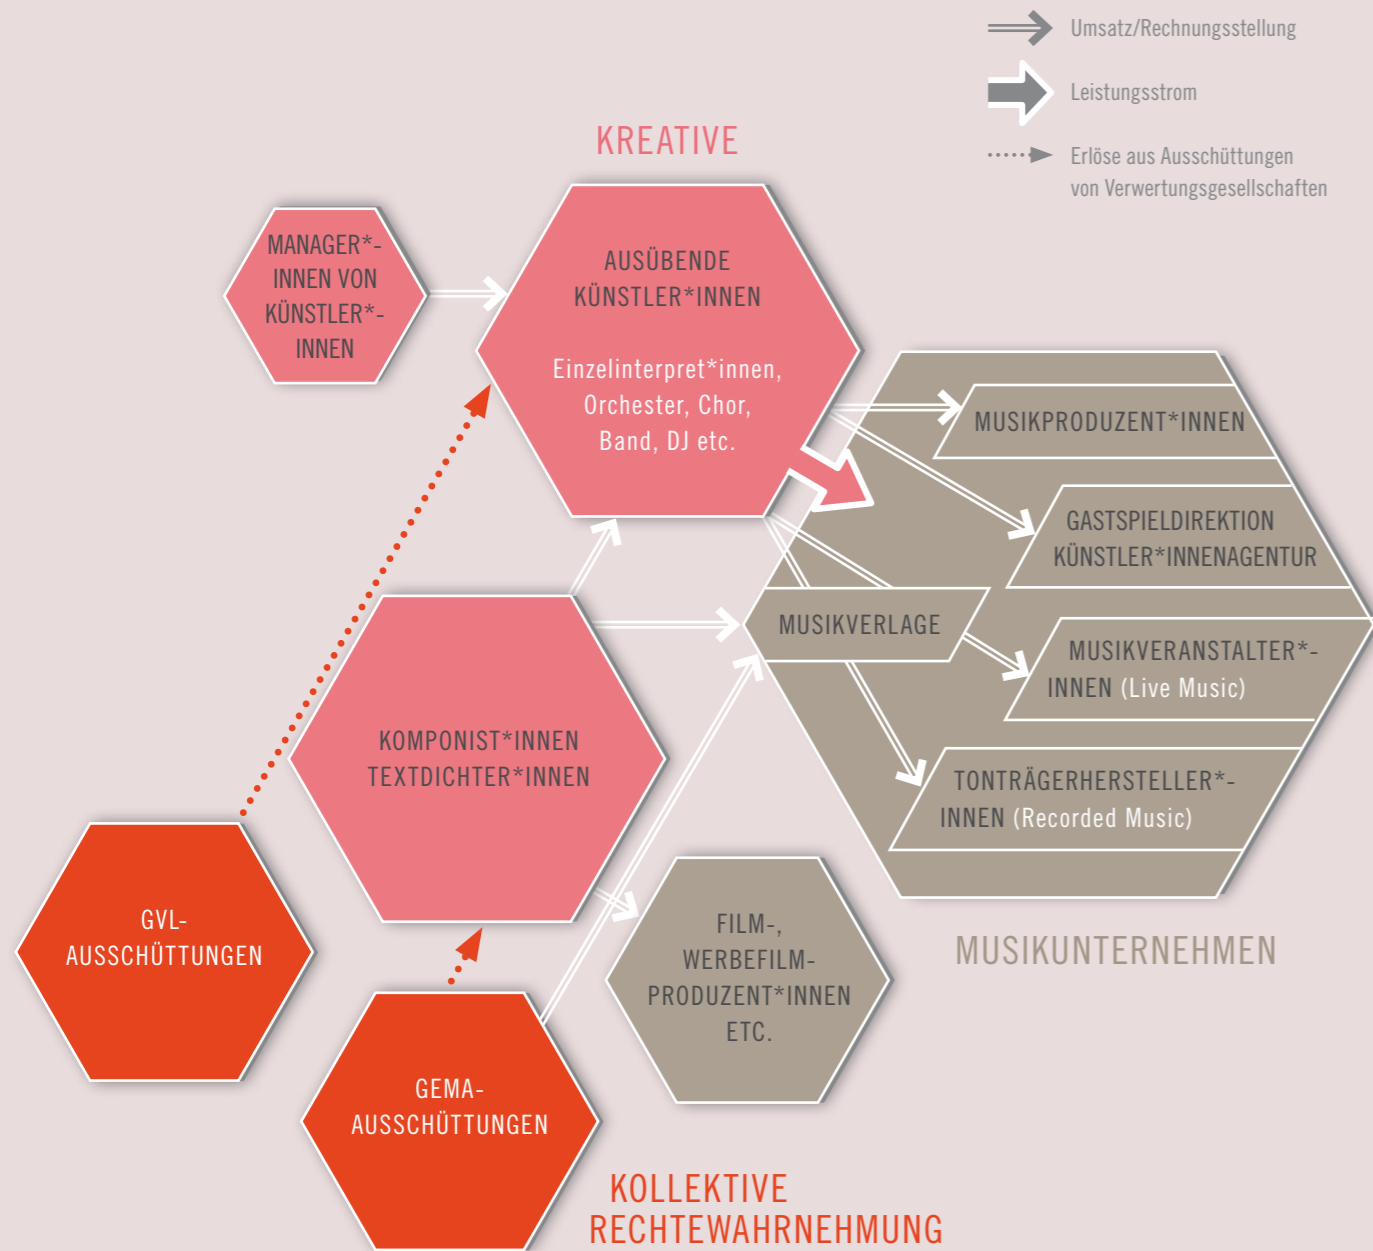 Umsatz/Rechnungsstellung
Leistungsstrom
Erlöse aus Ausschüttungen
von Verwertungsgesellschaften
KREATIVE
MANAGER*-
INNEN VON
KÜNSTLER*-
INNEN
AUSÜBENDE
KÜNSTLER*INNEN
Einzelinterpret*innen,
Orchester, Chor,
Band, DJ etc.
MUSIKPRODUZENT*INNEN
GASTSPIELDIREKTION
KÜNSTLER*INNENAGENTUR
MUSIKVERLAGE
MUSIKVERANSTALTER*-
INNEN (Live Music)
TONTRÄGERHERSTELLER*-
INNEN (Recorded Music)
MUSIKUNTERNEHMEN
KOMPONIST*INNEN
TEXTDICHTER*INNEN
GVL-
AUSSCHÜTTUNGEN
FILM-,
WERBEFILM-
PRODUZENT*INNEN
ETC.
GEMA-
AUSSCHÜTTUNGEN
KOLLEKTIVE
RECHTEWAHRNEHMUNG